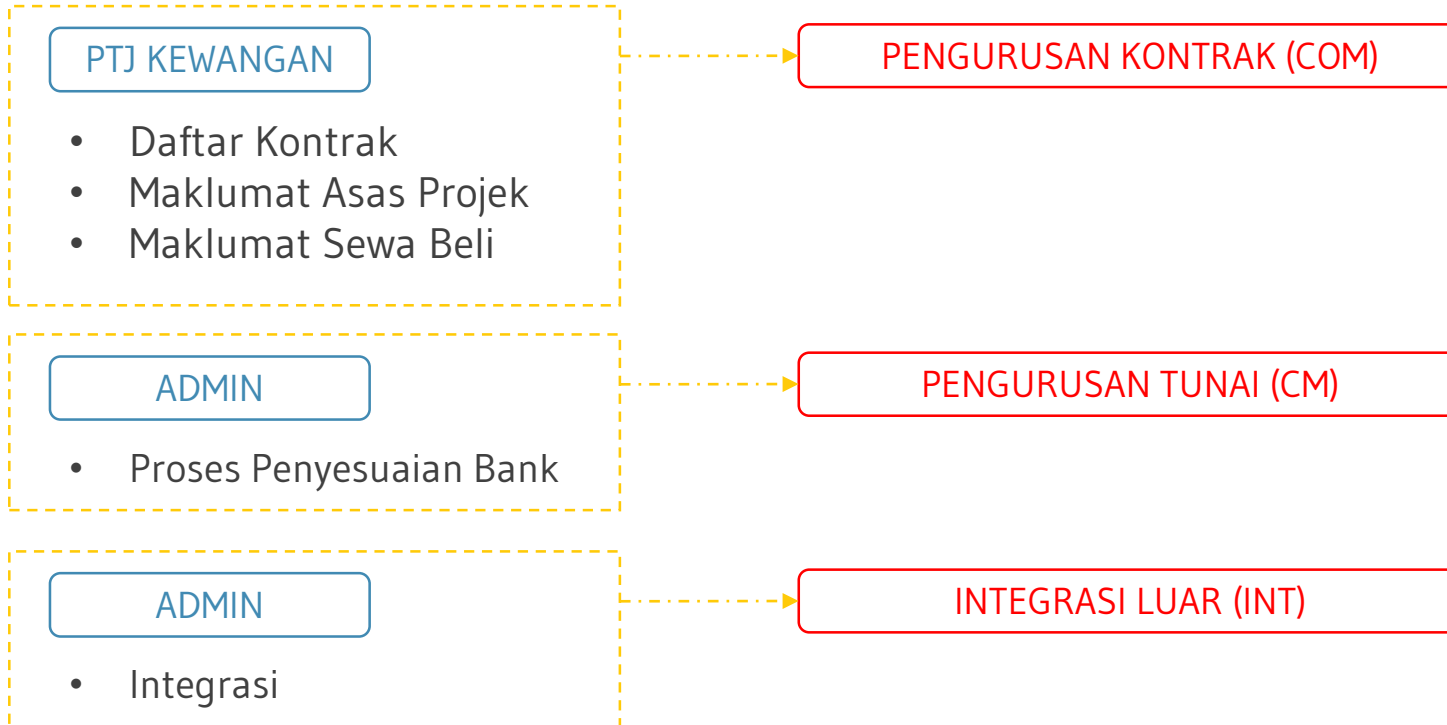 PTJ KEWANGAN
PENGURUSAN KONTRAK (COM)
• Daftar Kontrak
• Maklumat Asas Projek
• Maklumat Sewa Beli
ADMIN
PENGURUSAN TUNAI (CM)
• Proses Penyesuaian Bank
ADMIN
INTEGRASI LUAR (INT)
• Integrasi